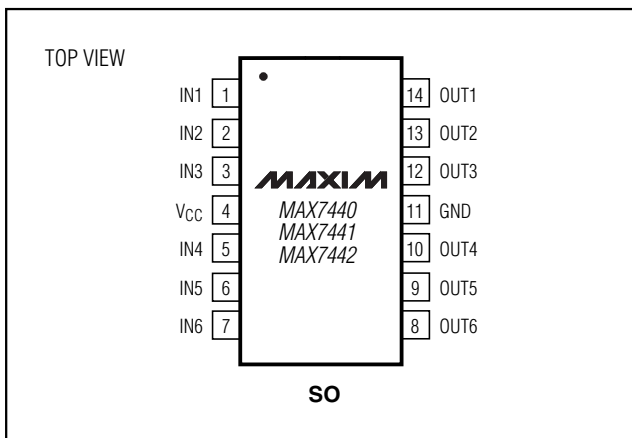 TOP VIEW
IN1 1 14 OUT1
IN2 2 13 OUT2
IN3 3 12 OUT3
MAXIM
VCC 4 MAX7440 11 GND
MAX7441
IN4 5 MAX7442 10 OUT4
IN5 6 9 OUT5
IN6 7 8 OUT6
SO